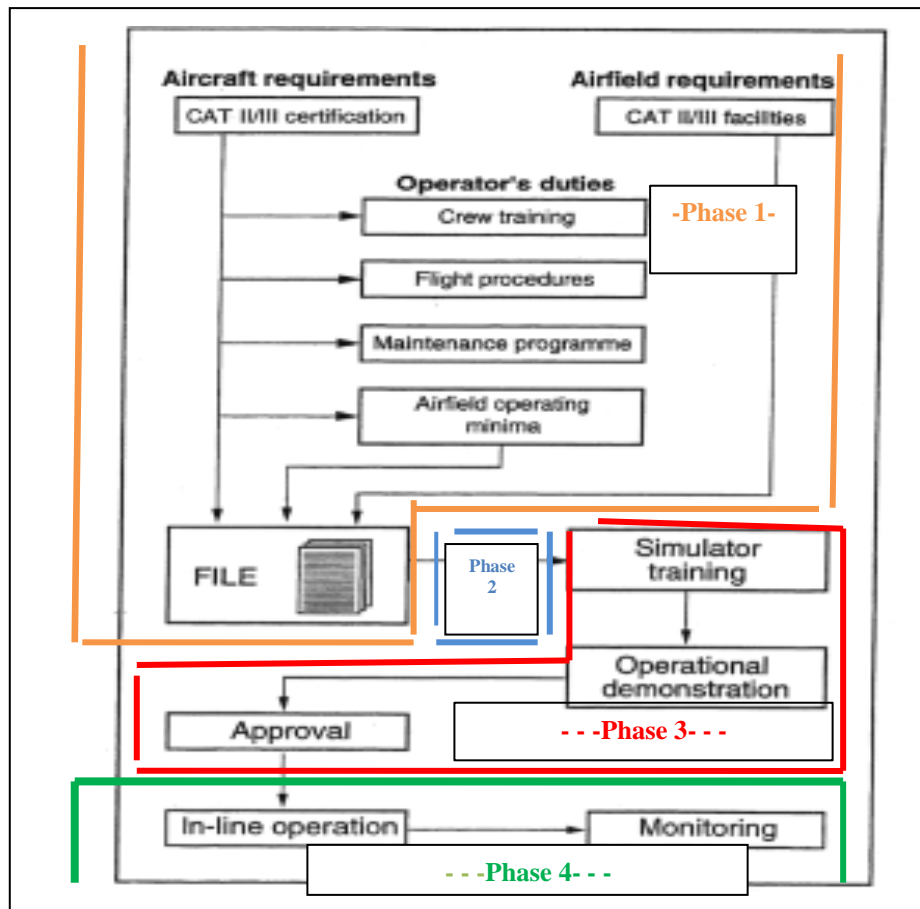 Aircraft requirements
CAT II/III certification
Airfield requirements
CAT II/III facilities
Operator's duties
Crew training
-Phase 1-
Flight procedures
Maintenance programme
Airfield operating
minima
FILE
Phase
2
Simulator
training
Operational
demonstration
- - -Phase 3- - -
Approval
In-line operation
Monitoring
- - -Phase 4- - -